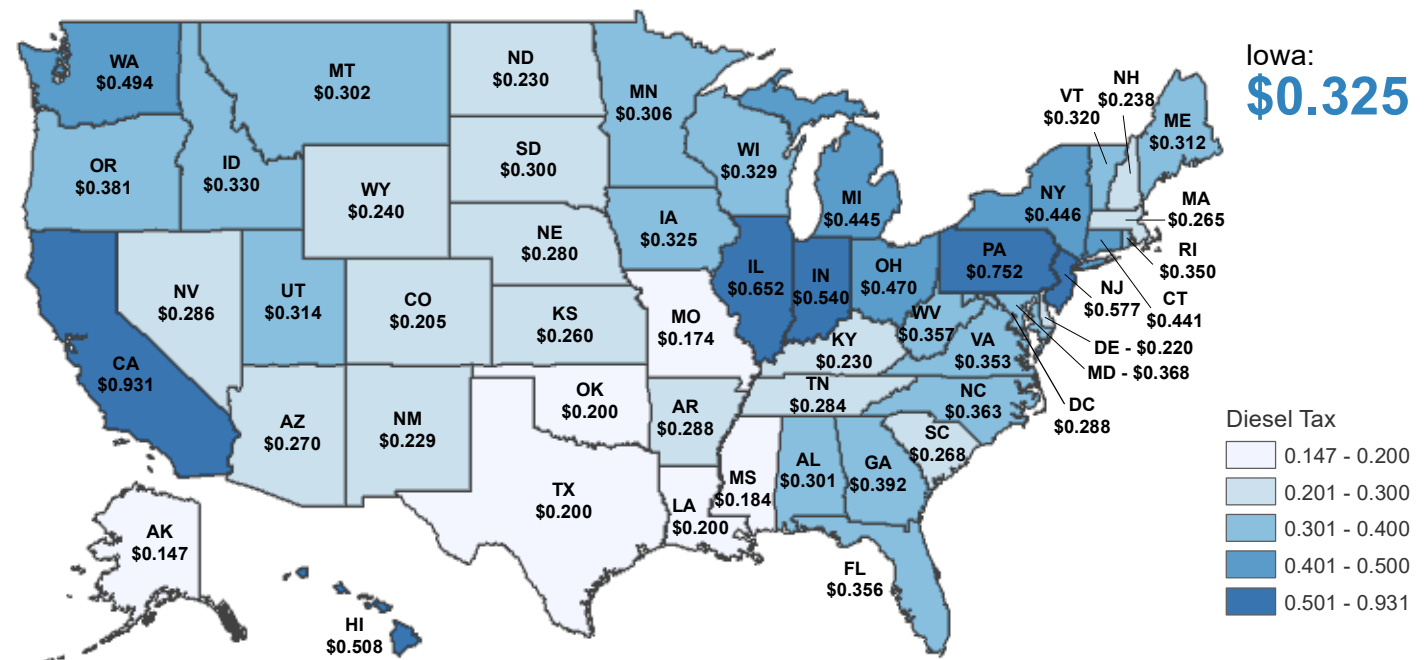 WA
$0.494
MT
$0.302
ND
$0.230
MN
$0.306
Iowa:
$0.325
NH
$0.238
VT
$0.320
ME
$0.312
OR
$0.381
ID
$0.330
SD
$0.300
WI
$0.329
WY
$0.240
MI
$0.445
NY
$0.446
MA
$0.265
IA
$0.325
NE
$0.280
PA
$0.752
RI
$0.350
IL
$0.652
IN
$0.540
OH
$0.470
NJ
$0.577
CT
$0.441
NV
$0.286
UT
$0.314
CO
$0.205
KS
$0.260
MO
$0.174
WV
$0.357
VA
$0.353
KY
$0.230
DE - $0.220
MD - $0.368
CA
$0.931
TN
$0.284
NC
$0.363
DC
$0.288
OK
$0.200
AR
$0.288
AZ
$0.270
NM
$0.229
SC
$0.268
MS
$0.184
AL
$0.301
GA
$0.392
TX
$0.200
LA
$0.200
AK
$0.147
FL
$0.356
HI
$0.508
Diesel Tax
0.147 - 0.200
0.201 - 0.300
0.301 - 0.400
0.401 - 0.500
0.501 - 0.931